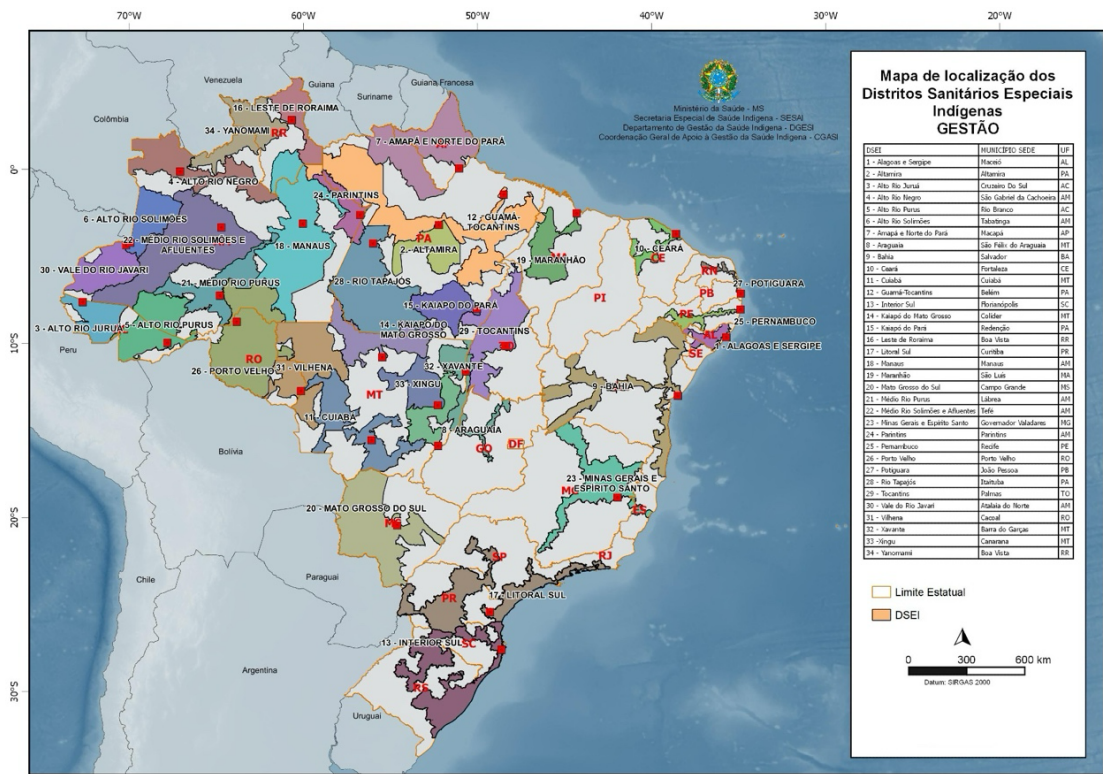 70°W 60°W 50°W 40°W 30°W 20°W
0°
10°S
20°S
30°S
Venezuela
Guiana
Suriname
Guiana Francesa
Colômbia
Peru
Bolívia
Chile
Paraguai
Argentina
Uruguai
Ministério da Saúde - MS
Secretaria Especial de Saúde Indígena - SESAI
Departamento de Gestão da Saúde Indígena - DGESI
Coordenação Geral de Apoio à Gestão da Saúde Indígena - CGASI
16 - LESTE DE RORAIMA
34 - YANOMAMI
RR
7 - AMAPÁ E NORTE DO PARÁ
4 - ALTO RIO NEGRO
24 - PARINTINS
6 - ALTO RIO SOLIMÕES
22 - MÉDIO RIO SOLIMÕES E
AFLUENTES
18 - MANAUS
PA
2 - ALTAMIRA
12 - GUAMÁ-
TOCANTINS
19 - MARANHÃO
MA
10 - CEARÁ
CE
30 - VALE DO RIO JAVARI
21 - MÉDIO RIO PURUS
28 - RIO TAPAJÓS
RN
27 - POTIGUARA
PB
PI
15 - KAIAPÓ DO PARÁ
3 - ALTO RIO JURUÁ
5 - ALTO RIO PURUS
14 - KAIAPÓ DO
MATO GROSSO
29 - TOCANTINS
PE
25 - PERNAMBUCO
AL
1 - ALAGOAS E SERGIPE
SE
RO
26 - PORTO VELHO
31 - VILHENA
32 - XAVANTE
33 - XINGU
MT
9 - BAHIA
11 - CUIABÁ
8 - ARAGUAIA
GO
DF
23 - MINAS GERAIS E
ESPÍRITO SANTO
MG
ES
20 - MATO GROSSO DO SUL
MS
SP
RJ
PR
17 - LITORAL SUL
13 - INTERIOR SUL
SC
RS
Mapa de localização dos
Distritos Sanitários Especiais
Indígenas
GESTÃO
DSEI MUNICÍPIO SEDE UF
1 - Alagoas e Sergipe Maceió AL
2 - Altamira Altamira PA
3 - Alto Rio Juruá Cruzeiro Do Sul AC
4 - Alto Rio Negro São Gabriel da Cachoeira AM
5 - Alto Rio Purus Rio Branco AC
6 - Alto Rio Solimões Tabatinga AM
7 - Amapá e Norte do Pará Macapá AP
8 - Araguaia São Félix do Araguaia MT
9 - Bahia Salvador BA
10 - Ceará Fortaleza CE
11 - Cuiabá Cuiabá MT
12 - Guamá-Tocantins Belém PA
13 - Interior Sul Florianópolis SC
14 - Kaiapó do Mato Grosso Colíder MT
15 - Kaiapó do Pará Redenção PA
16 - Leste de Roraima Boa Vista RR
17 - Litoral Sul Curitiba PR
18 - Manaus Manaus AM
19 - Maranhão São Luís MA
20 - Mato Grosso do Sul Campo Grande MS
21 - Médio Rio Purus Lábrea AM
22 - Médio Rio Solimões e Afluentes Tefé AM
23 - Minas Gerais e Espírito Santo Governador Valadares MG
24 - Parintins Parintins AM
25 - Pernambuco Recife PE
26 - Porto Velho Porto Velho RO
27 - Potiguara João Pessoa PB
28 - Rio Tapajós Itaituba PA
29 - Tocantins Palmas TO
30 - Vale do Rio Javari Atalaia do Norte AM
31 - Vilhena Cacoal RO
32 - Xavante Barra do Garças MT
33 -Xingu Canarana MT
34 - Yanomami Boa Vista RR
Limite Estatual
DSEI
0 300 600 km
Datum: SIRGAS 2000